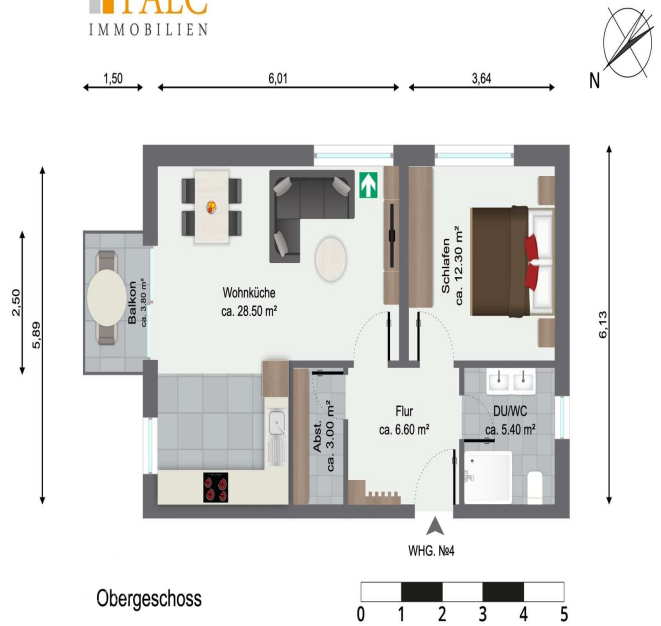 FALC
IMMOBILIEN
N
1,50
6,01
3,64
2,50
5,89
6,13
Balkon
ca. 3.80 m²
Wohnküche
ca. 28.50 m²
Schlafen
ca. 12.30 m²
Abst.
ca. 3.00 m²
Flur
ca. 6.60 m²
DU/WC
ca. 5.40 m²
WHG. №4
Obergeschoss
0 1 2 3 4 5